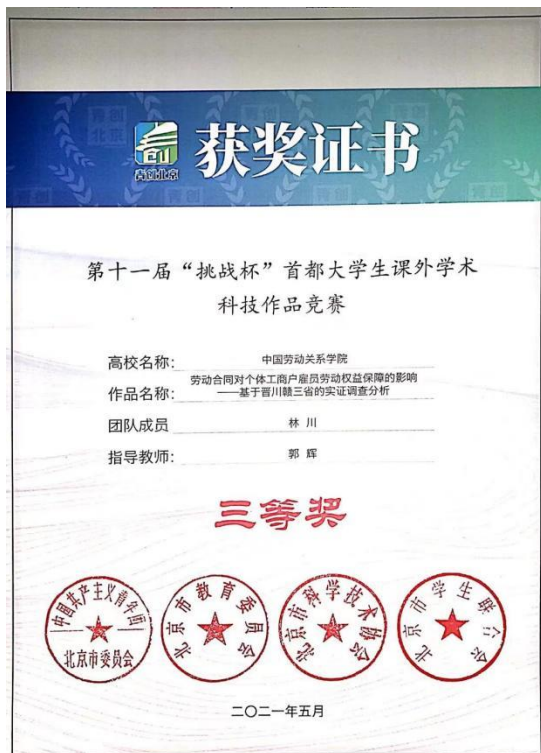 青创北京
获奖证书
第十一届“挑战杯”首都大学生课外学术
科技作品竞赛
高校名称： 中国劳动关系学院
作品名称： 劳动合同对个体工商户雇员劳动权益保障的影响
——基于晋川赣三省的实证调查分析
团队成员 林 川
指导教师： 郭 辉
三等奖
中国共产主义青年团
北京市委员会
北京市教育委员会
北京市科学技术协会
北京市学生联合会
二〇二一年五月